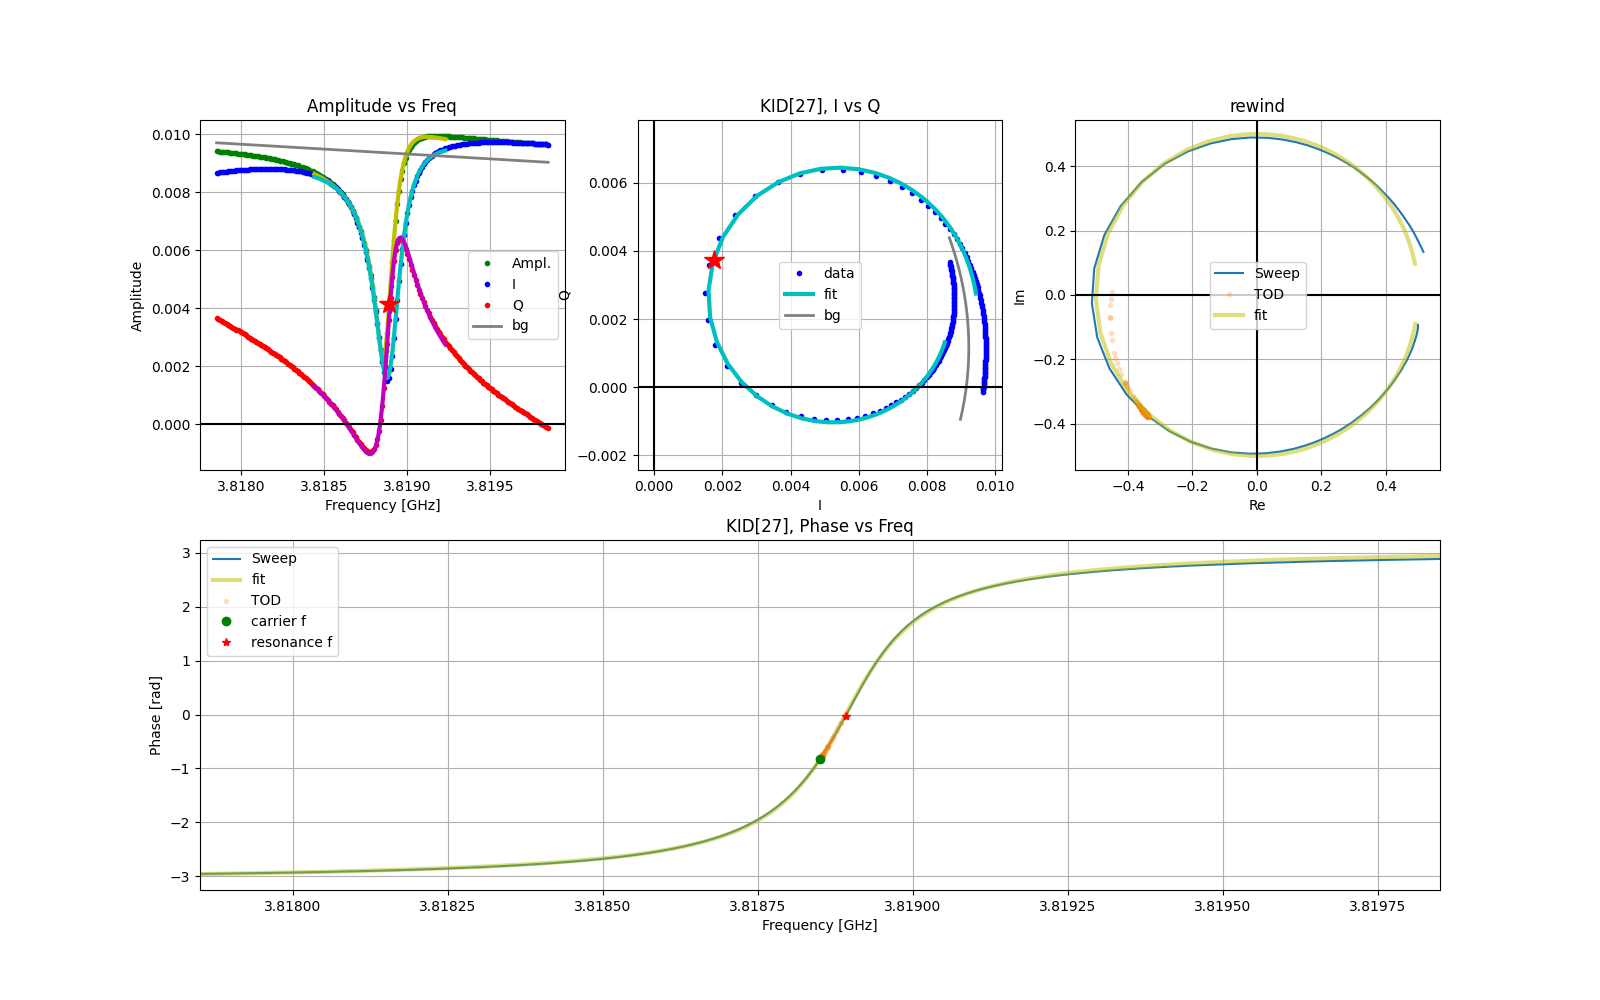 Amplitude vs Freq
0.010
0.008
0.006
0.004
0.002
0.000
Amplitude
3.8180
3.8185
3.8190
3.8195
Frequency [GHz]
Ampl.
I
Q
bg
KID[27], I vs Q
0.006
0.004
0.002
0.000
−0.002
Q
0.000
0.002
0.004
0.006
0.008
0.010
I
data
fit
bg
rewind
0.4
0.2
0.0
−0.2
−0.4
Im
−0.4
−0.2
0.0
0.2
0.4
Re
Sweep
TOD
fit
KID[27], Phase vs Freq
3
2
1
0
−1
−2
−3
Phase [rad]
Sweep
fit
TOD
carrier f
resonance f
3.81800
3.81825
3.81850
3.81875
3.81900
3.81925
3.81950
3.81975
Frequency [GHz]